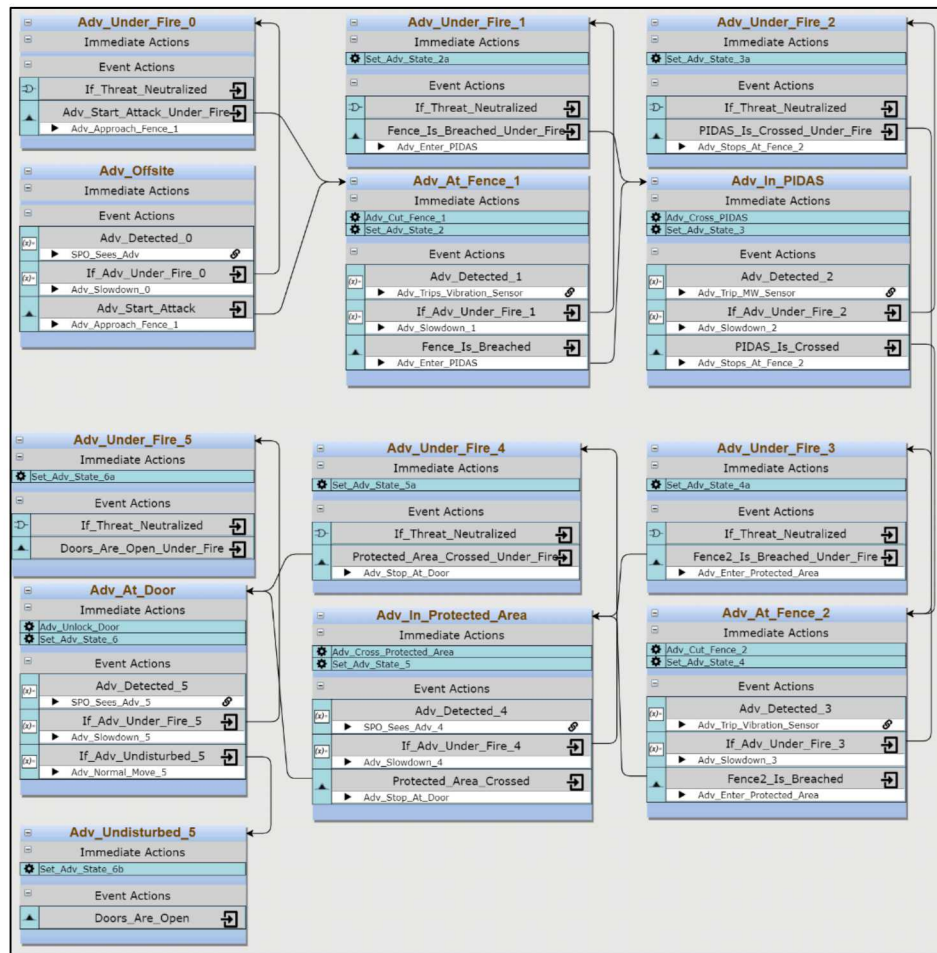 Adv_Under_Fire_0
Immediate Actions
Event Actions
If_Threat_Neutralized
Adv_Start_Attack_Under_Fire
Adv_Approach_Fence_1
Adv_Under_Fire_1
Immediate Actions
Set_Adv_State_2a
Event Actions
If_Threat_Neutralized
Fence_Is_Breached_Under_Fire
Adv_Enter_PIDAS
Adv_Under_Fire_2
Immediate Actions
Set_Adv_State_3a
Event Actions
If_Threat_Neutralized
PIDAS_Is_Crossed_Under_Fire
Adv_Stops_At_Fence_2
Adv_Offsite
Immediate Actions
Event Actions
Adv_Detected_0
(x)-
SPO_Sees_Adv
If_Adv_Under_Fire_0
(x)-
Adv_Slowdown_0
Adv_Start_Attack
Adv_Approach_Fence_1
Adv_At_Fence_1
Immediate Actions
Adv_Cut_Fence_1
Set_Adv_State_2
Event Actions
Adv_Detected_1
(x)-
Adv_Trips_Vibration_Sensor
If_Adv_Under_Fire_1
(x)-
Adv_Slowdown_1
Fence_Is_Breached
Adv_Enter_PIDAS
Adv_In_PIDAS
Immediate Actions
Adv_Cross_PIDAS
Set_Adv_State_3
Event Actions
Adv_Detected_2
(x)-
Adv_Trip_MW_Sensor
If_Adv_Under_Fire_2
(x)-
Adv_Slowdown_2
PIDAS_Is_Crossed
Adv_Stops_At_Fence_2
Adv_Under_Fire_5
Immediate Actions
Set_Adv_State_6a
Event Actions
If_Threat_Neutralized
Doors_Are_Open_Under_Fire
Adv_Under_Fire_4
Immediate Actions
Set_Adv_State_5a
Event Actions
If_Threat_Neutralized
Protected_Area_Crossed_Under_Fire
Adv_Stop_At_Door
Adv_Under_Fire_3
Immediate Actions
Set_Adv_State_4a
Event Actions
If_Threat_Neutralized
Fence2_Is_Breached_Under_Fire
Adv_Enter_Protected_Area
Adv_At_Door
Immediate Actions
Adv_Unlock_Door
Set_Adv_State_6
Event Actions
Adv_Detected_5
(x)-
SPO_Sees_Adv_5
If_Adv_Under_Fire_5
(x)-
Adv_Slowdown_5
If_Adv_Undisturbed_5
(x)-
Adv_Normal_Move_5
Adv_In_Protected_Area
Immediate Actions
Adv_Cross_Protected_Area
Set_Adv_State_5
Event Actions
Adv_Detected_4
(x)-
SPO_Sees_Adv_4
If_Adv_Under_Fire_4
(x)-
Adv_Slowdown_4
Protected_Area_Crossed
Adv_Stop_At_Door
Adv_At_Fence_2
Immediate Actions
Adv_Cut_Fence_2
Set_Adv_State_4
Event Actions
Adv_Detected_3
(x)-
Adv_Trip_Vibration_Sensor
If_Adv_Under_Fire_3
(x)-
Adv_Slowdown_3
Fence2_Is_Breached
Adv_Enter_Protected_Area
Adv_Undisturbed_5
Immediate Actions
Set_Adv_State_6b
Event Actions
Doors_Are_Open